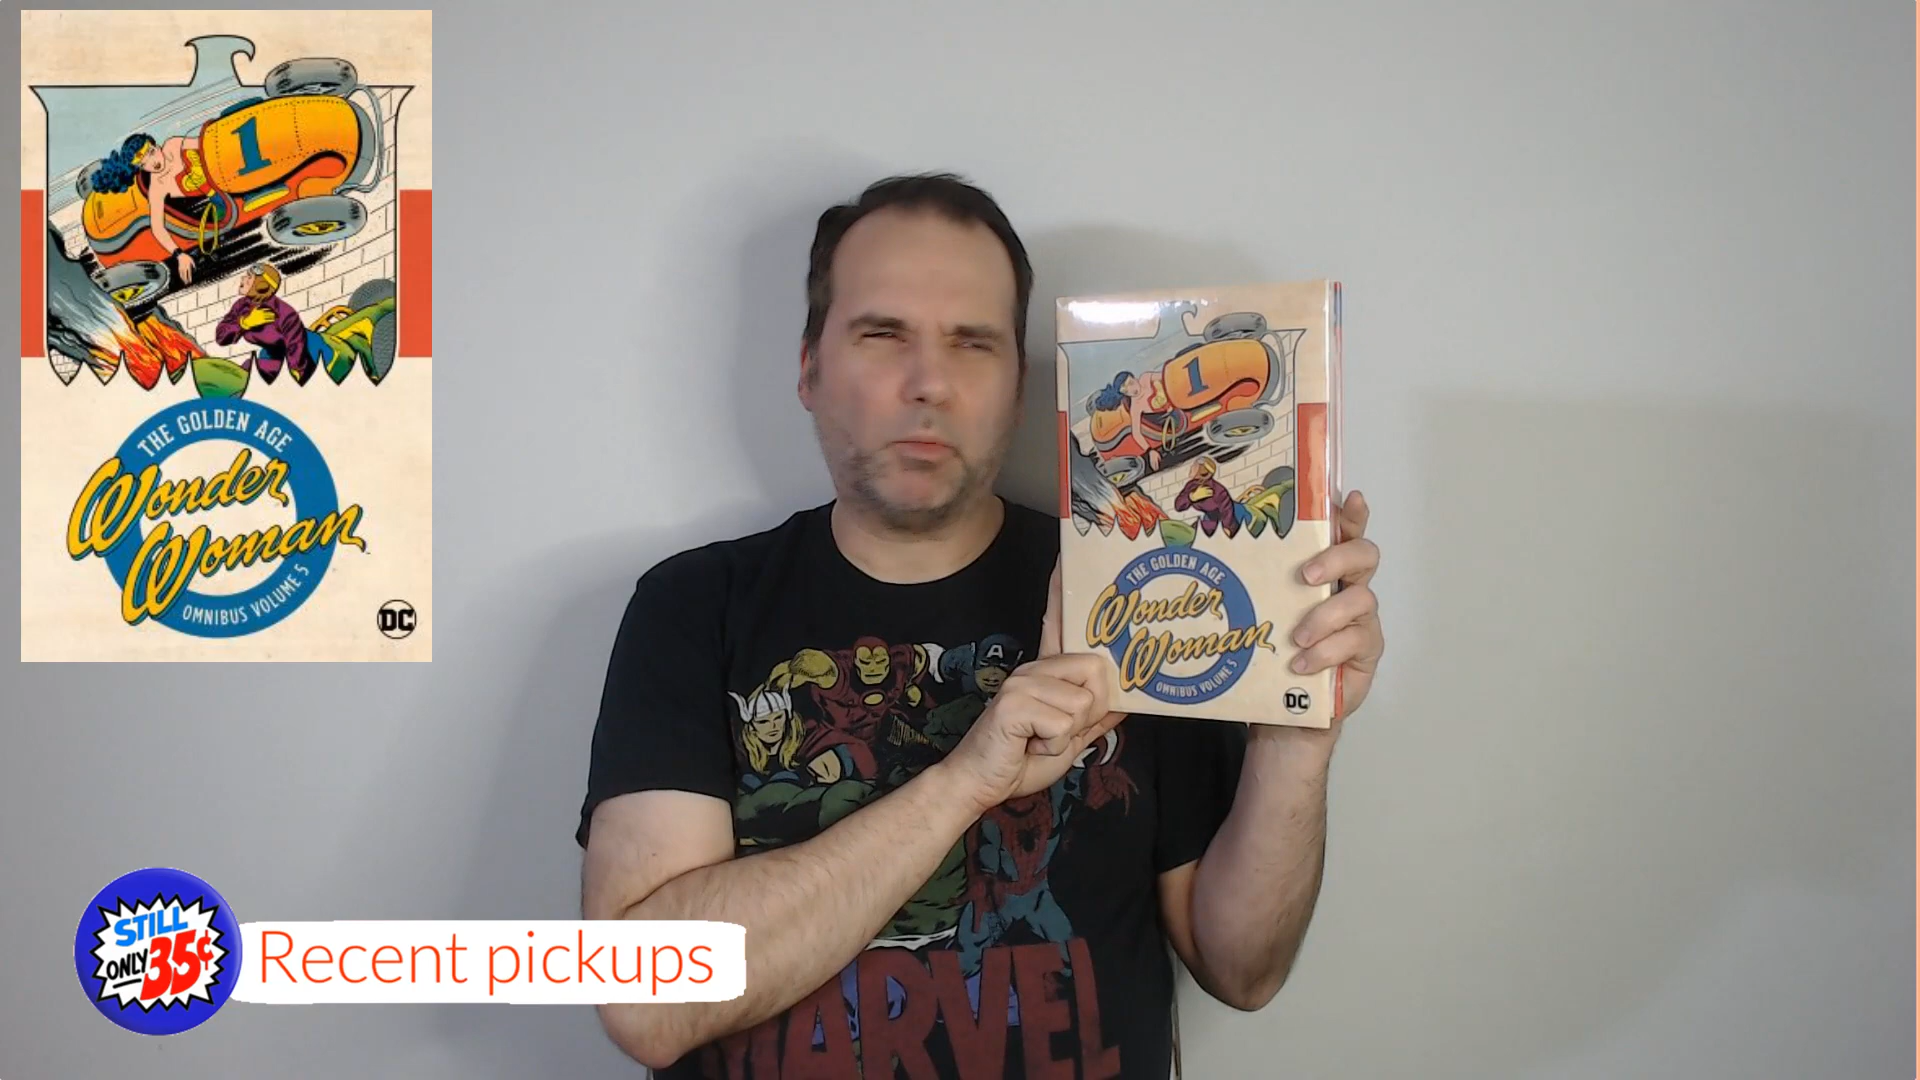 1
THE GOLDEN AGE
Wonder
Woman
OMNIBUS VOLUME 5
DC
1
THE GOLDEN AGE
Wonder
Woman
OMNIBUS VOLUME 5
DC
A
MARVEL
STILL
ONLY 35¢
Recent pickups